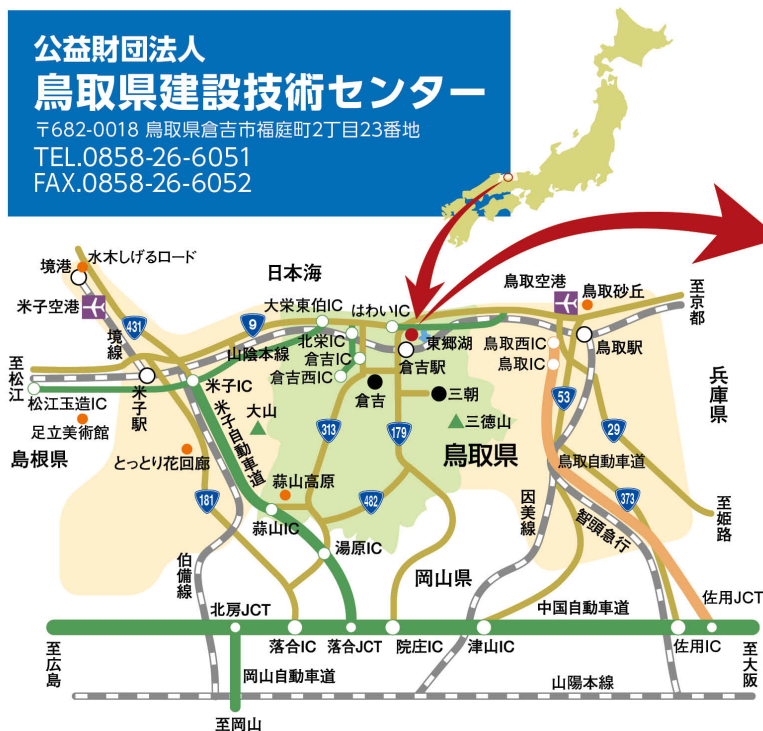 公益財団法人
鳥取県建設技術センター
〒682-0018 鳥取県倉吉市福庭町2丁目23番地
TEL.0858-26-6051
FAX.0858-26-6052
水木しげるロード
境港
米子空港
日本海
鳥取空港
鳥取砂丘
至京都
大栄東伯IC
はわいIC
431
9
北栄IC
東郷湖
鳥取西IC
鳥取駅
境線
山陰本線
倉吉IC
倉吉駅
鳥取IC
至松江
倉吉西IC
米子IC
松江玉造IC
米子駅
倉吉
三朝
53
兵庫県
足立美術館
大山
三徳山
米子自動車道
313
179
29
島根県
とっとり花回廊
鳥取県
鳥取自動車道
蒜山高原
181
482
373
因美線
智頭急行
至姫路
蒜山IC
湯原IC
伯備線
岡山県
佐用JCT
北房JCT
中国自動車道
至広島
落合IC
落合JCT
院庄IC
津山IC
佐用IC
至大阪
岡山自動車道
山陽本線
至岡山